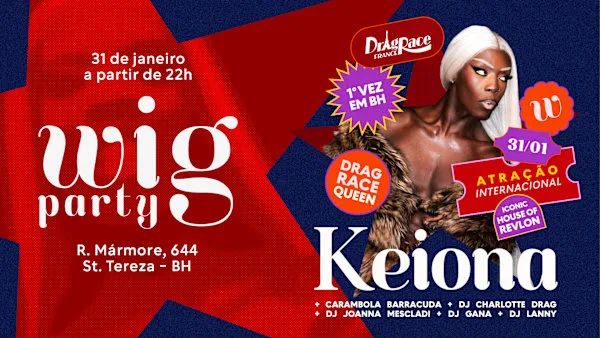 31 de janeiro
a partir de 22h
wig
party
R. Mármore, 644
St. Tereza - BH
DragRace
FRANCE
1ª VEZ
EM BH
W
31/01
DRAG
RACE
QUEEN
ATRAÇÃO
INTERNACIONAL
ICONIC
HOUSE OF
REVLON
Keiona
+ CARAMBOLA BARRACUDA + DJ CHARLOTTE DRAG
+ DJ JOANNA MESCLADI + DJ GANA + DJ LANNY